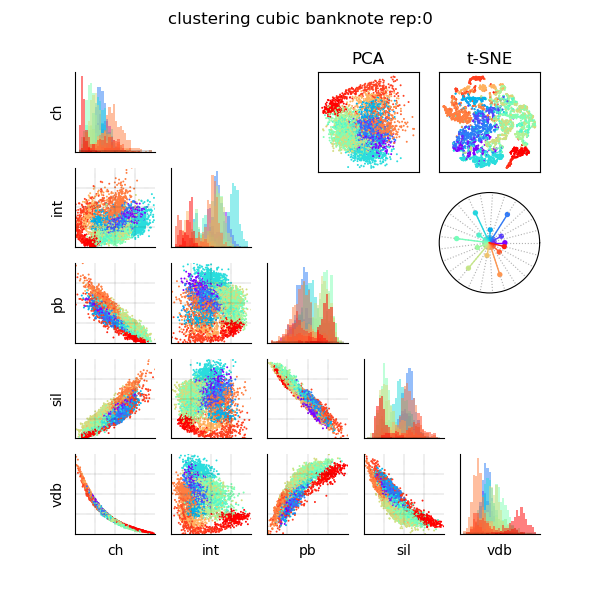 clustering cubic banknote rep:0
PCA
t-SNE
ch
int
pb
sil
vdb
ch
int
pb
sil
vdb